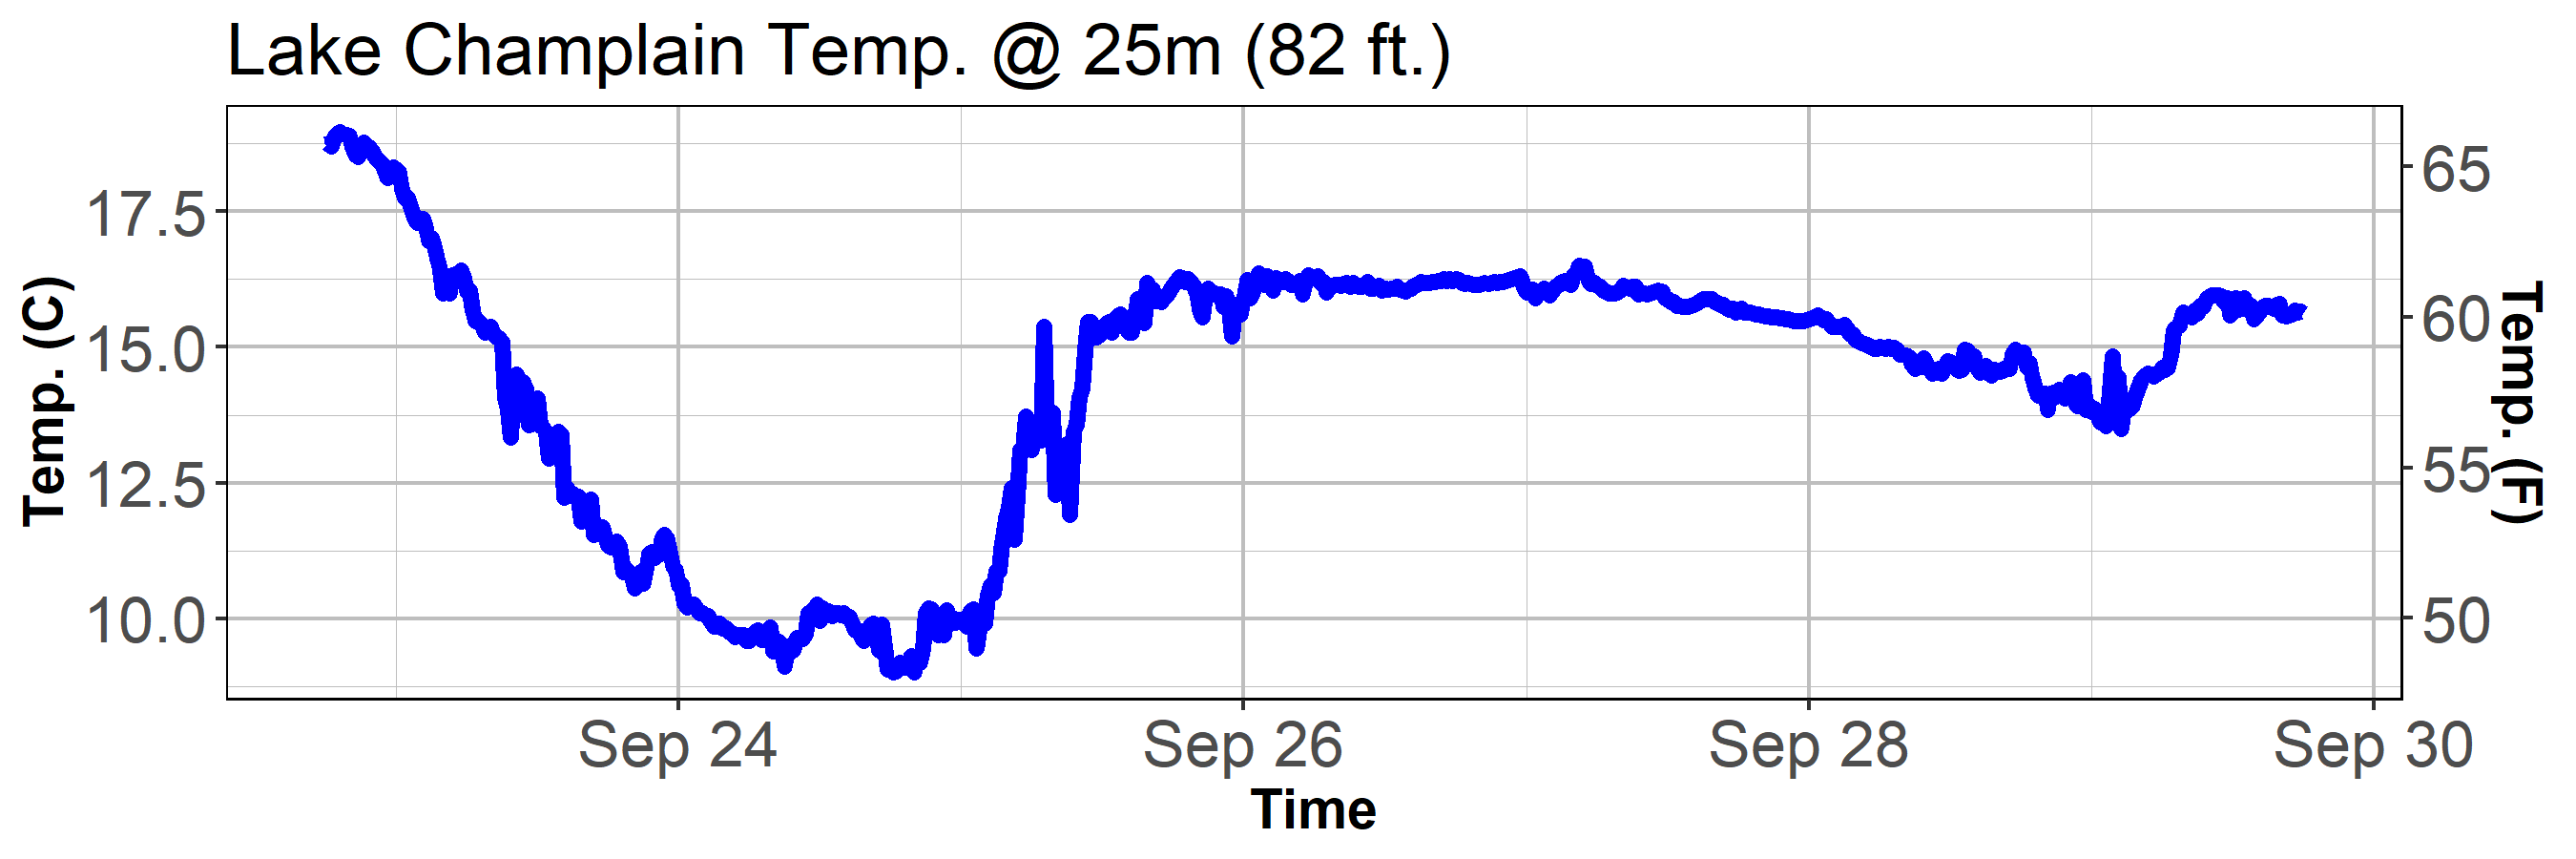 Lake Champlain Temp. @ 25m (82 ft.)
Temp. (C)
17.5
15.0
12.5
10.0
65
60
55
50
Temp. (F)
Sep 24
Sep 26
Sep 28
Sep 30
Time